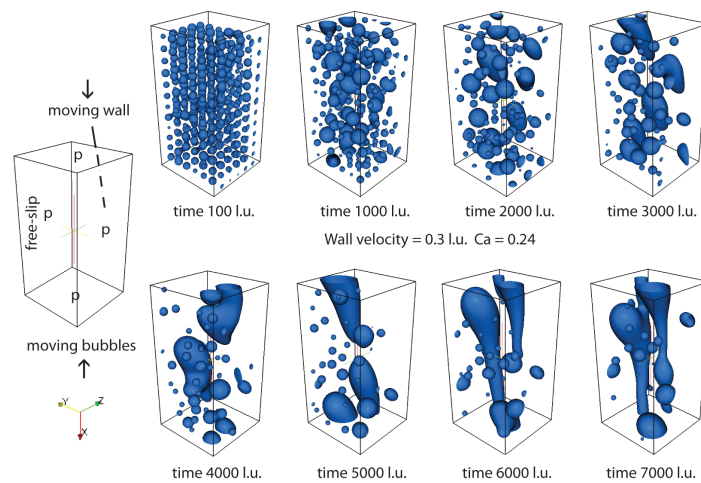 moving wall
p
free-slip
p
p
p
moving bubbles
Y
Z
X
time 100 l.u.
time 1000 l.u.
time 2000 l.u.
time 3000 l.u.
Wall velocity = 0.3 l.u. Ca = 0.24
time 4000 l.u.
time 5000 l.u.
time 6000 l.u.
time 7000 l.u.